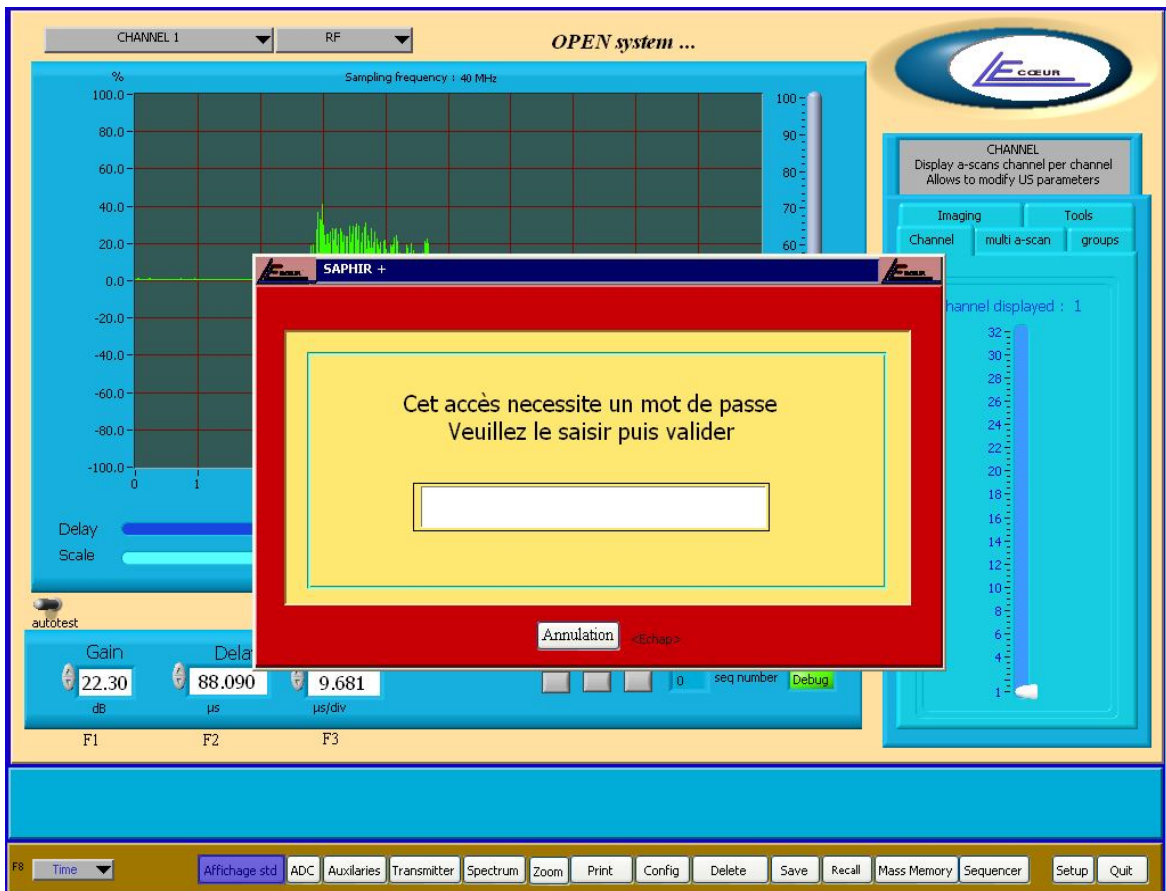 CHANNEL 1
RF
OPEN system ...
LE CŒUR
%
Sampling frequency : 40 MHz
100.0
80.0
60.0
40.0
20.0
0.0
-20.0
-40.0
-60.0
-80.0
-100.0
0 1
100
90
80
70
60
Delay
Scale
CHANNEL
Display a-scans channel per channel
Allows to modify US parameters
Imaging Tools
Channel multi a-scan groups
hannel displayed : 1
32
30
28
26
24
22
20
18
16
14
12
10
8
6
4
1
SAPHIR +
Cet accès necessite un mot de passe
Veuillez le saisir puis valider
Annulation <Echap>
autotest
Gain Dela
22.30 88.090 9.681
dB µs µs/div
F1 F2 F3
0 seq number Debug
F8 Time Affichage std ADC Auxilaries Transmitter Spectrum Zoom Print Config Delete Save Recall Mass Memory Sequencer Setup Quit